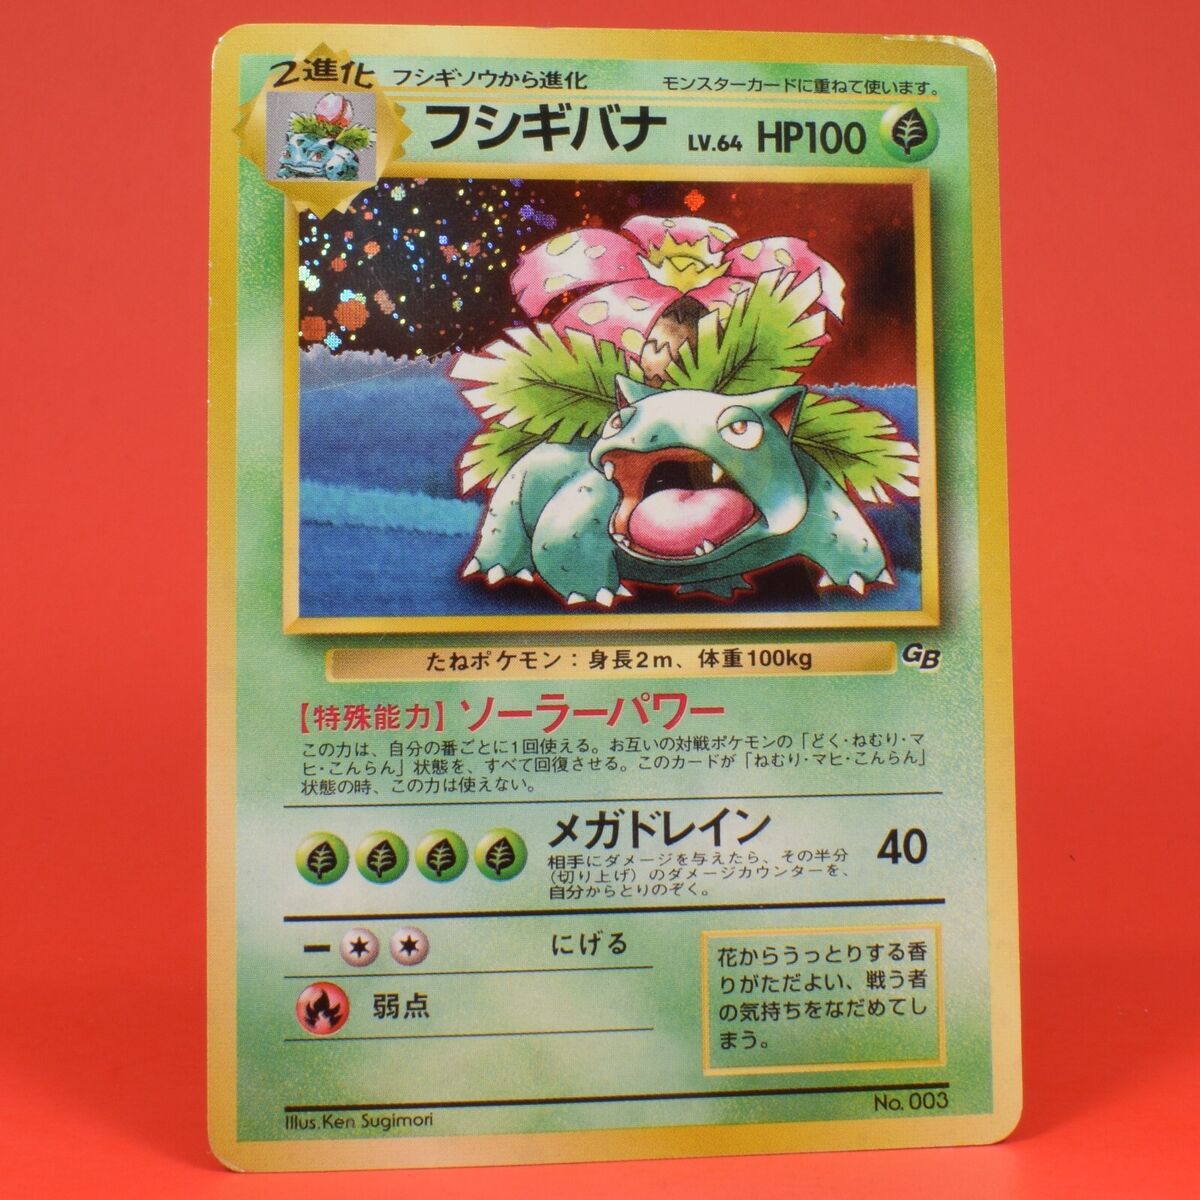 2進化 フシギソウから進化 モンスターカードに重ねて使います。
フシギバナ LV.64 HP100
たねポケモン：身長2m、体重100kg
GB
【特殊能力】ソーラーパワー
この力は、自分の番ごとに1回使える。お互いの対戦ポケモンの「どく・ねむり・マ
ヒ・こんらん」状態を、すべて回復させる。このカードが「ねむり・マヒ・こんらん」
状態の時、この力は使えない。
メガドレイン 40
相手にダメージを与えたら、その半分
（切り上げ）のダメージカウンターを、
自分からとりのぞく。
ー にげる
弱点
花からうっとりする香
りがただよい、戦う者
の気持ちをなだめてし
まう。
Illus.Ken Sugimori No. 003